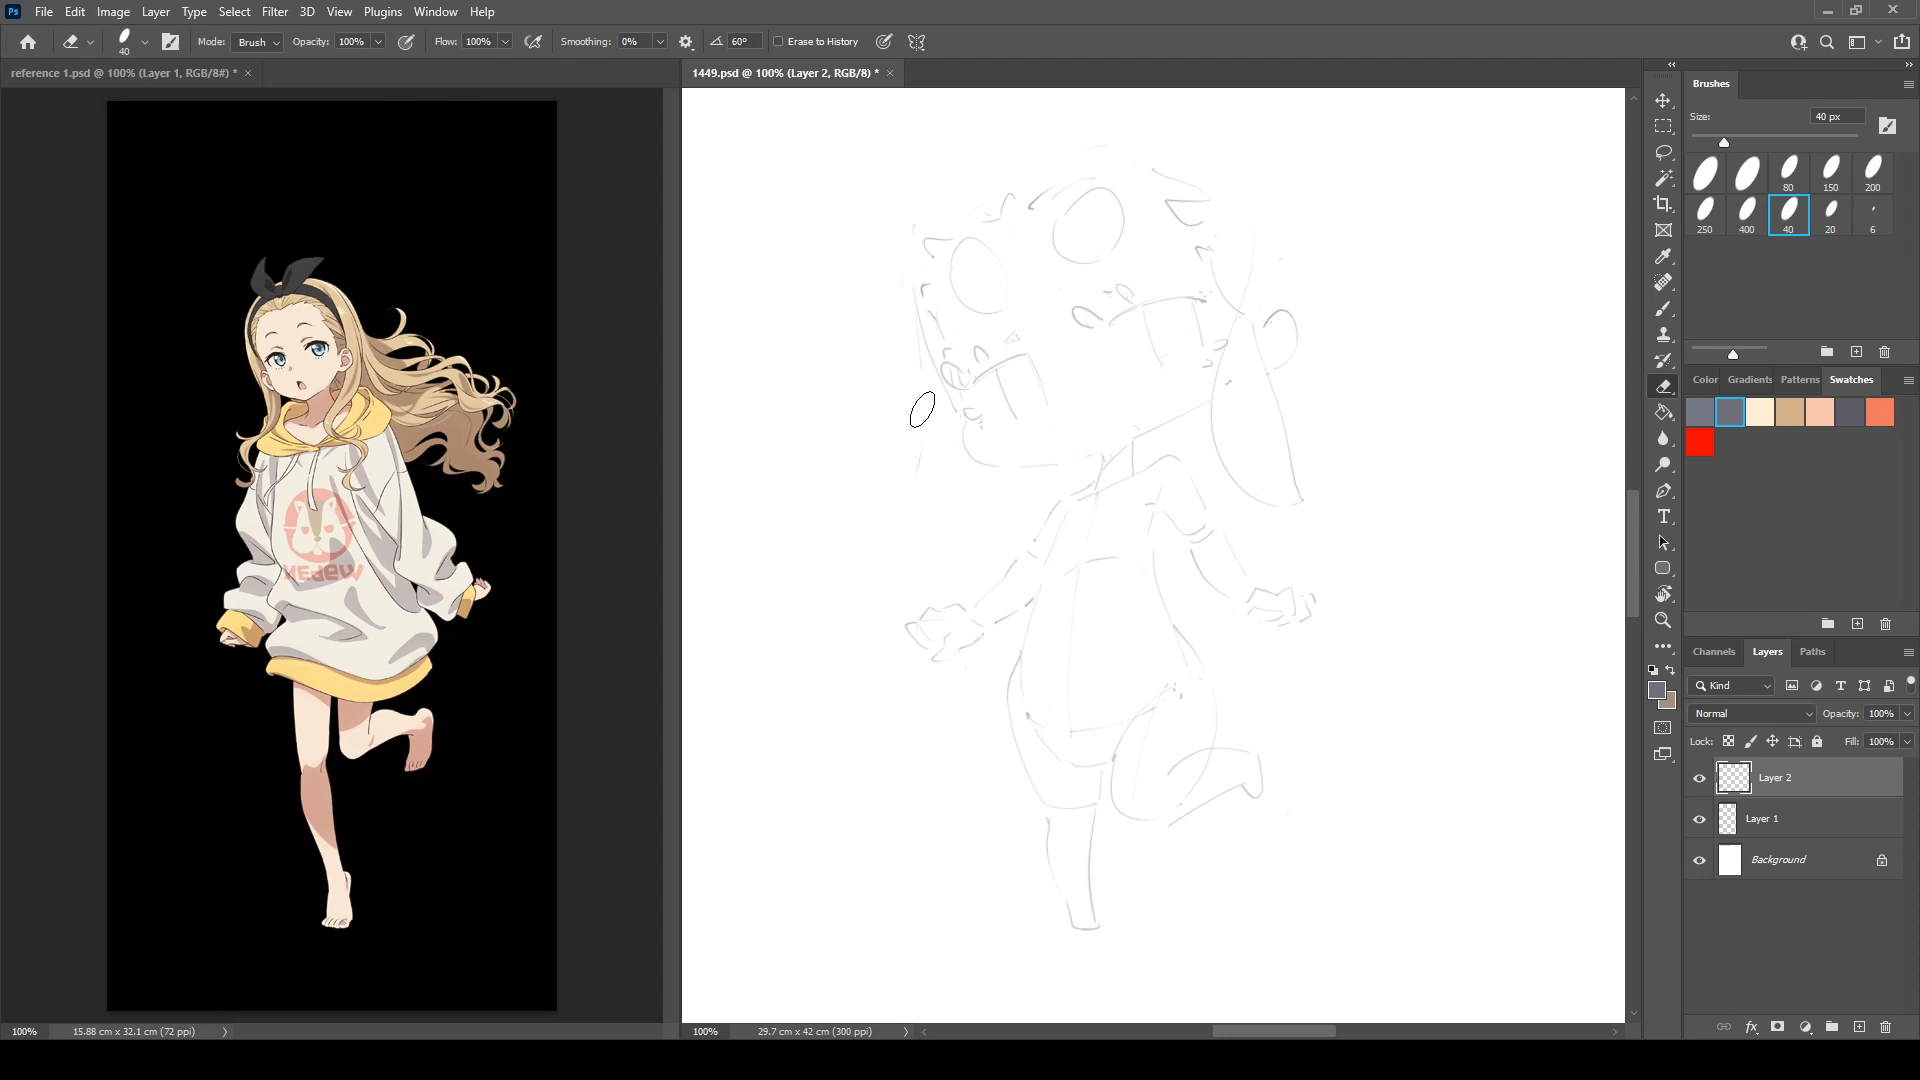 Ps File Edit Image Layer Type Select Filter 3D View Plugins Window Help
40 Mode: Brush Opacity: 100% Flow: 100% Smoothing: 0% 60° Erase to History
reference 1.psd @ 100% (Layer 1, RGB/8#) * 1449.psd @ 100% (Layer 2, RGB/8) *
Brushes
Size: 40 px
80 150 200
250 400 40 20 6
Color Gradients Patterns Swatches
Channels Layers Paths
Kind
Normal Opacity: 100%
Lock: Fill: 100%
Layer 2
Layer 1
Background
100% 15.88 cm x 32.1 cm (72 ppi) 100% 29.7 cm x 42 cm (300 ppi)